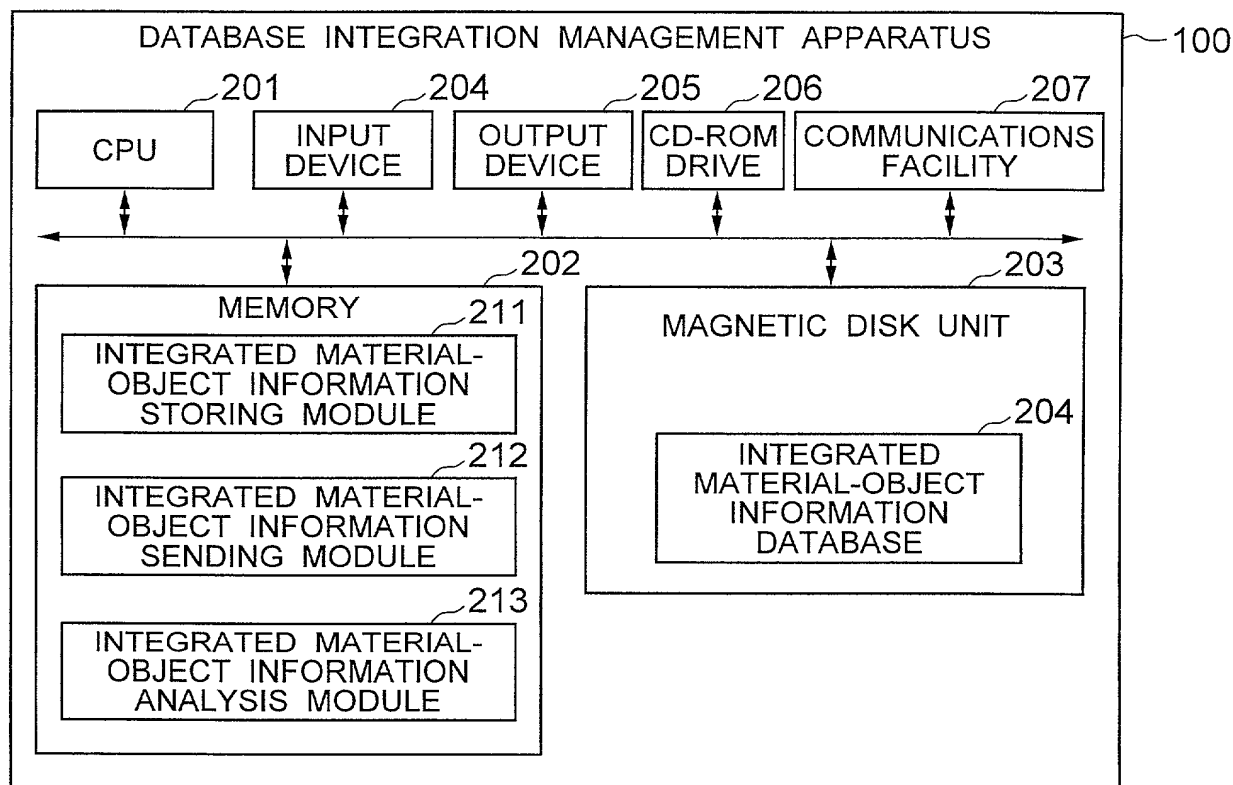 DATABASE INTEGRATION MANAGEMENT APPARATUS
100
201
204
205
206
207
CPU
INPUT
DEVICE
OUTPUT
DEVICE
CD-ROM
DRIVE
COMMUNICATIONS
FACILITY
202
203
MEMORY
211
INTEGRATED MATERIAL-
OBJECT INFORMATION
STORING MODULE
212
INTEGRATED MATERIAL-
OBJECT INFORMATION
SENDING MODULE
213
INTEGRATED MATERIAL-
OBJECT INFORMATION
ANALYSIS MODULE
MAGNETIC DISK UNIT
204
INTEGRATED
MATERIAL-OBJECT
INFORMATION
DATABASE